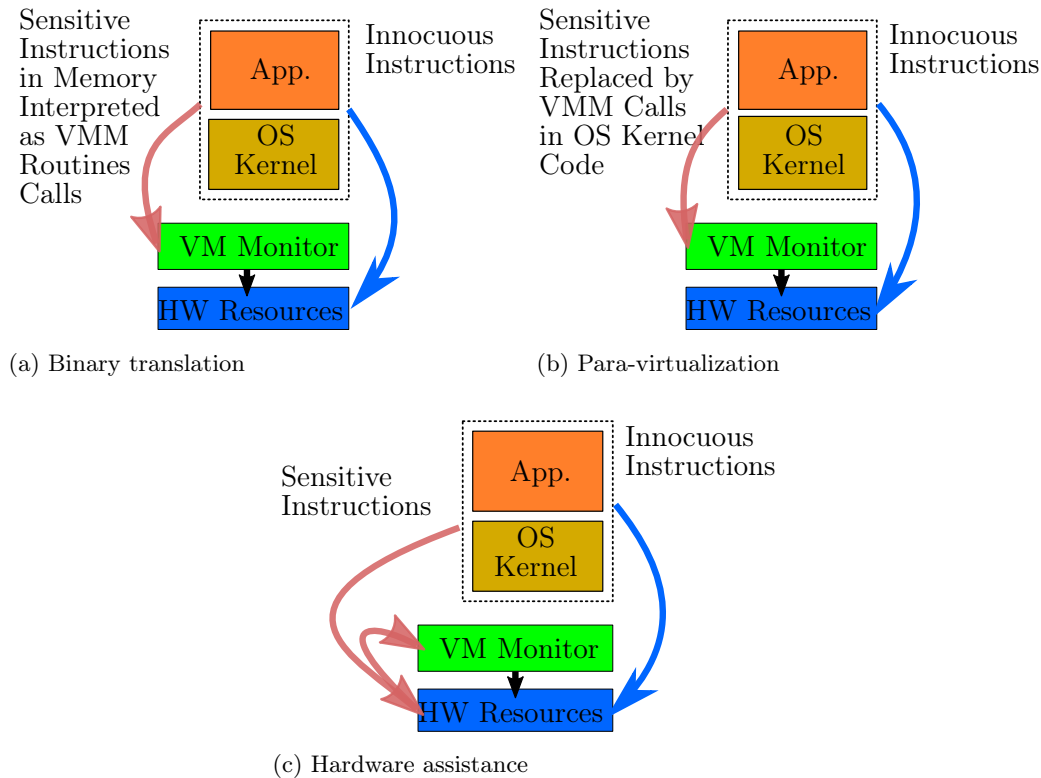 Sensitive
Instructions
in Memory
Interpreted
as VMM
Routines
Calls
App.
OS
Kernel
Innocuous
Instructions
VM Monitor
HW Resources
(a) Binary translation
Sensitive
Instructions
Replaced by
VMM Calls
in OS Kernel
Code
App.
OS
Kernel
Innocuous
Instructions
VM Monitor
HW Resources
(b) Para-virtualization
Sensitive
Instructions
App.
OS
Kernel
Innocuous
Instructions
VM Monitor
HW Resources
(c) Hardware assistance